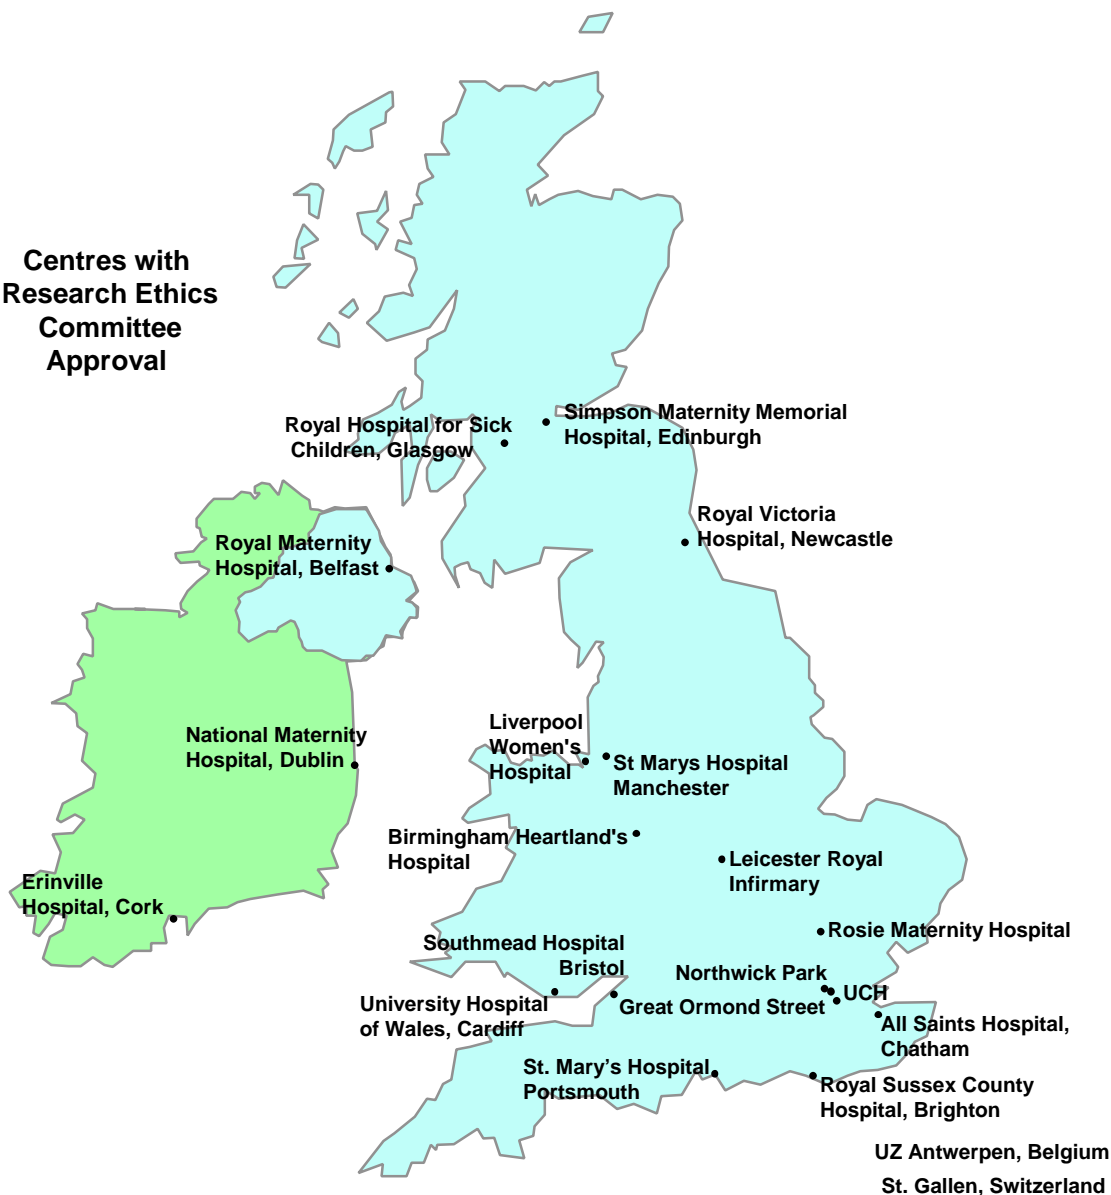 Centres with
Research Ethics
Committee
Approval
Royal Hospital for Sick
Children, Glasgow
Simpson Maternity Memorial
Hospital, Edinburgh
Royal Victoria
Hospital, Newcastle
Royal Maternity
Hospital, Belfast
National Maternity
Hospital, Dublin
Liverpool
Women's
Hospital
St Marys Hospital
Manchester
Birmingham Heartland's
Hospital
Leicester Royal
Infirmary
Erinville
Hospital, Cork
Rosie Maternity Hospital
Southmead Hospital
Bristol
Northwick Park
UCH
University Hospital
of Wales, Cardiff
Great Ormond Street
All Saints Hospital,
Chatham
St. Mary’s Hospital
Portsmouth
Royal Sussex County
Hospital, Brighton
UZ Antwerpen, Belgium
St. Gallen, Switzerland